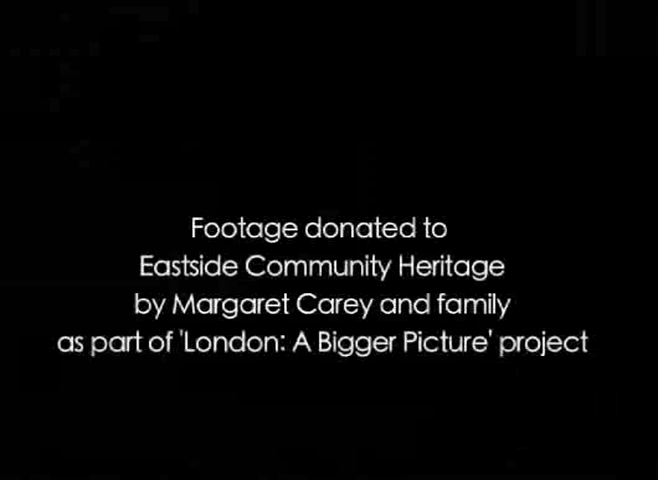 Footage donated to
Eastside Community Heritage
by Margaret Carey and family
as part of 'London: A Bigger Picture' project